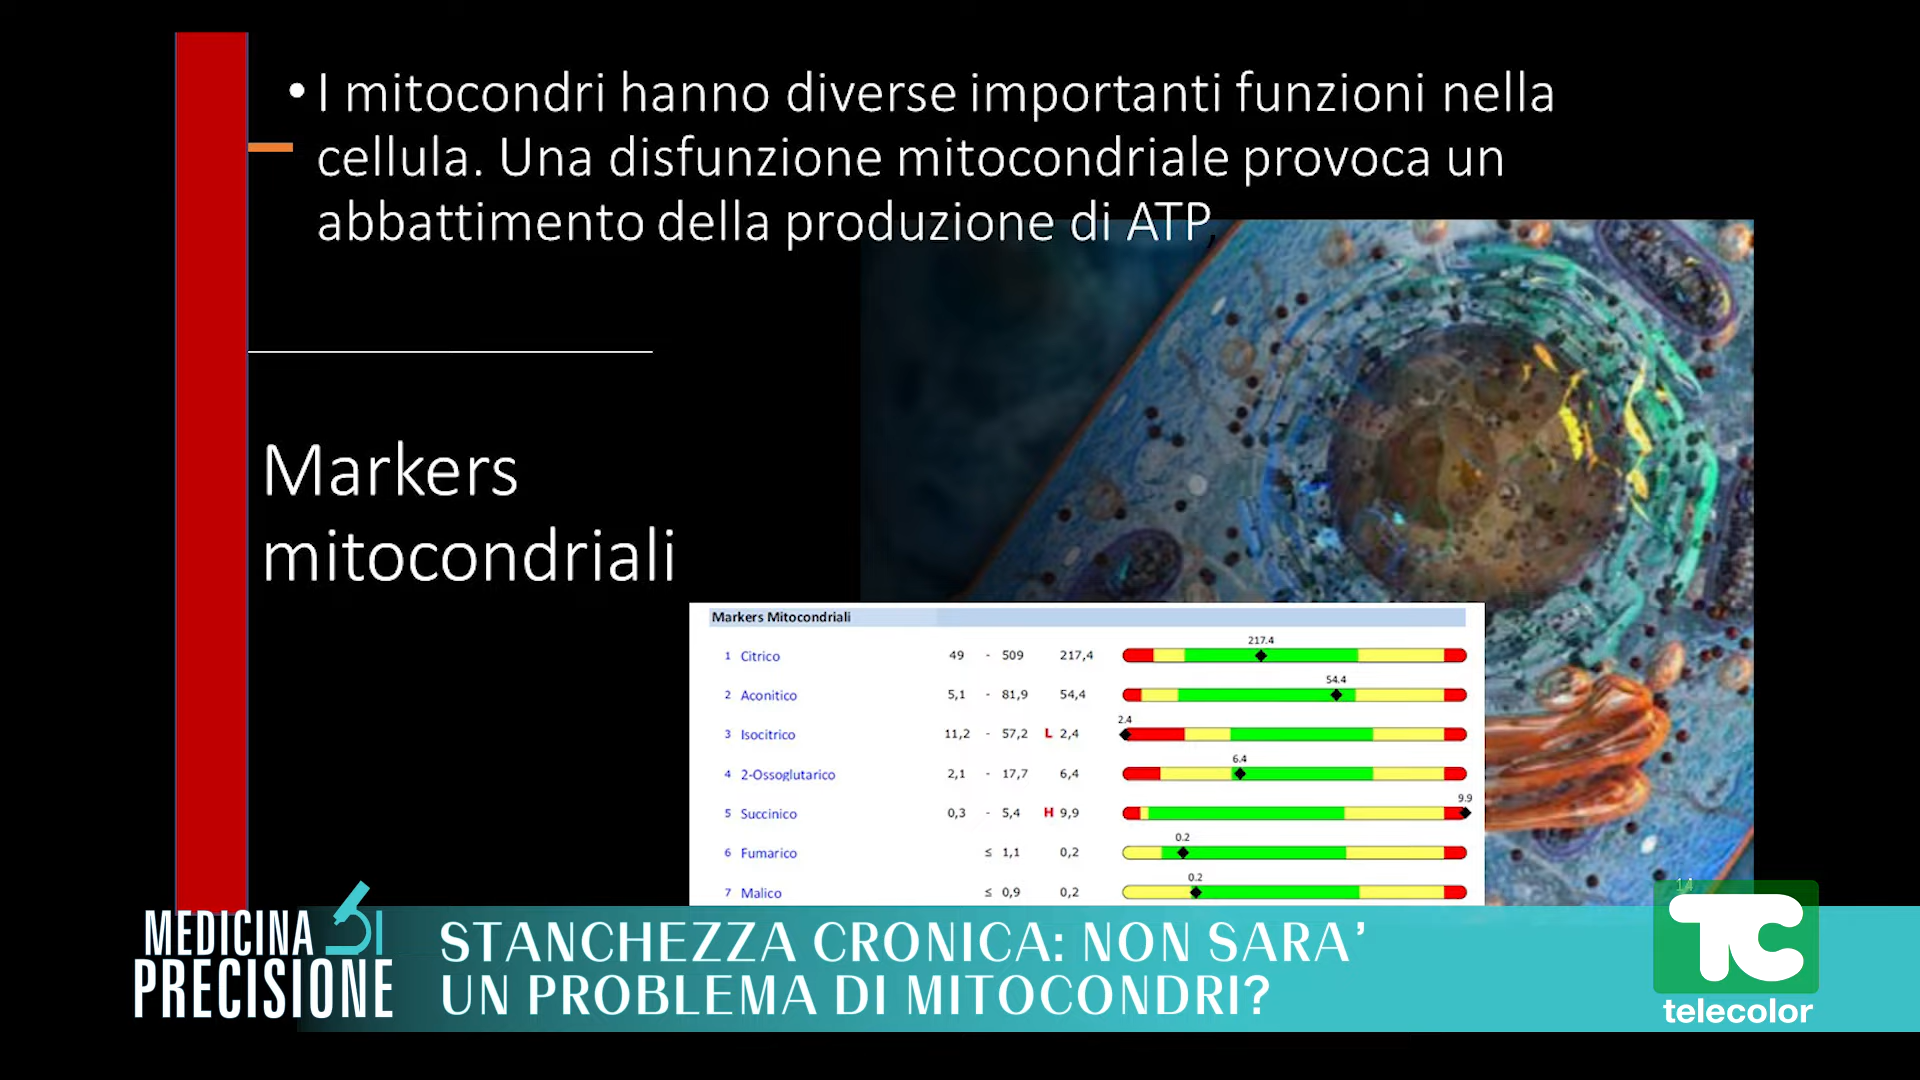 • I mitocondri hanno diverse importanti funzioni nella
cellula. Una disfunzione mitocondriale provoca un
abbattimento della produzione di ATP,
Markers
mitocondriali
Markers Mitocondriali
217.4
1 Citrico 49 - 509 217,4
54.4
2 Aconitico 5,1 - 81,9 54,4
2.4
3 Isocitrico 11,2 - 57,2 L 2,4
6.4
4 2-Ossoglutarico 2,1 - 17,7 6,4
9.9
5 Succinico 0,3 - 5,4 H 9,9
0.2
6 Fumarico ≤ 1,1 0,2
0.2
7 Malico ≤ 0,9 0,2
14
MEDICINA DI
PRECISIONE
STANCHEZZA CRONICA: NON SARA’
UN PROBLEMA DI MITOCONDRI?
TC
telecolor